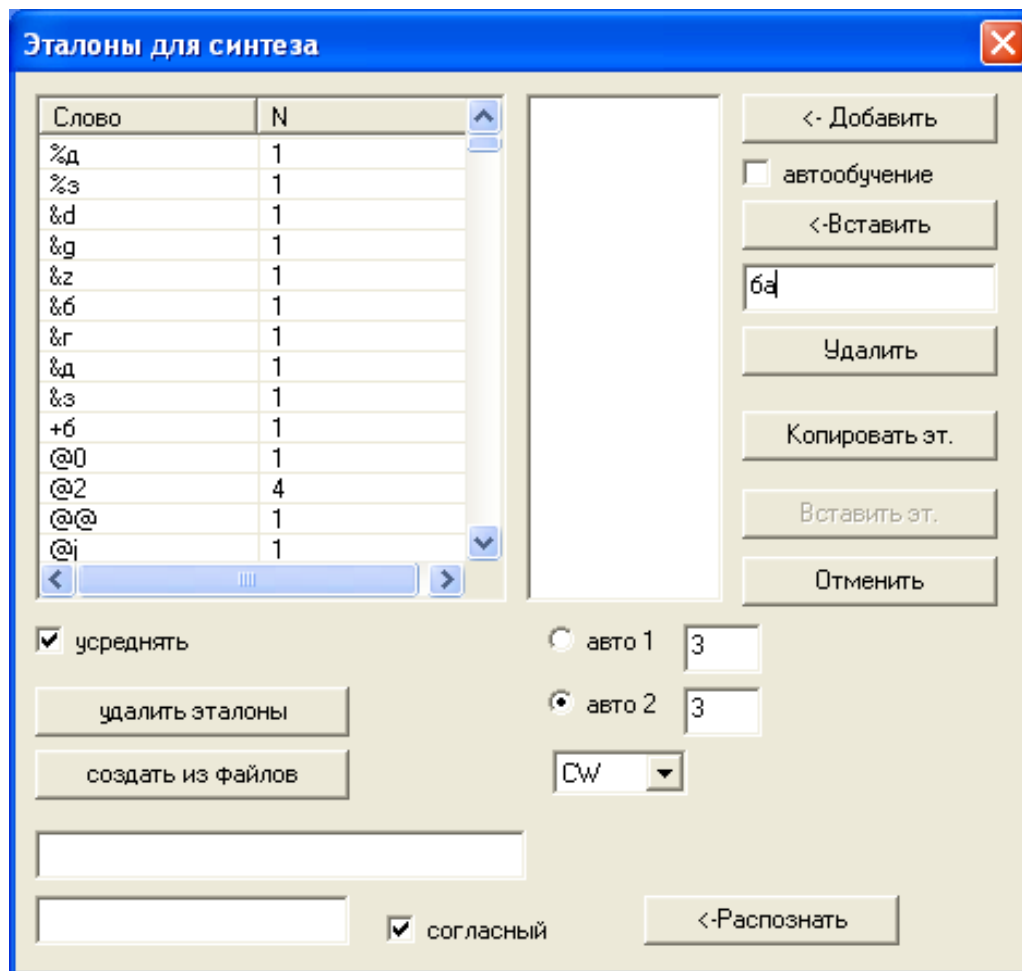 Эталоны для синтеза
Слово N
%д 1
%з 1
&d 1
&g 1
&z 1
&б 1
&г 1
&д 1
&з 1
+б 1
@0 1
@2 4
@@ 1
@j 1
<- Добавить
автообучение
<-Вставить
ба
Удалить
Копировать эт.
Вставить эт.
Отменить
усреднять
авто 1 3
удалить эталоны
авто 2 3
создать из файлов
CW
согласный
<-Распознать